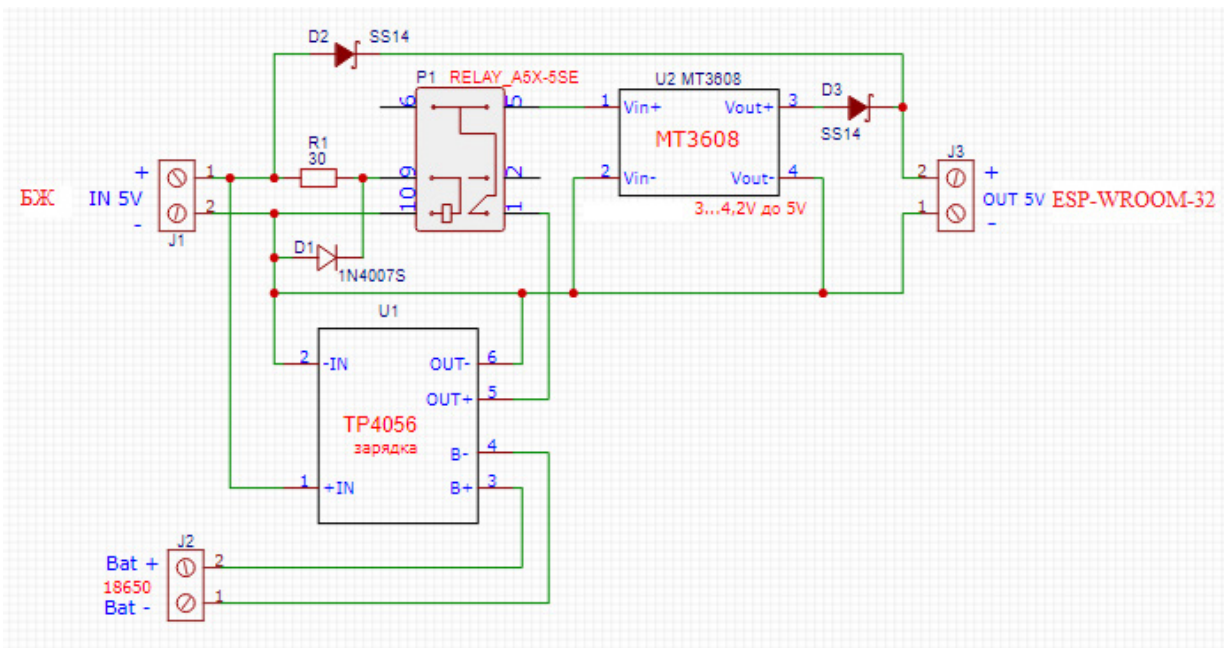 D2 SS14
P1 RELAY_A5X-5SE
6 5
R1
30
9 2
10 1
U2 MT3608
1 Vin+ Vout+ 3
MT3608
2 Vin- Vout- 4
3...4,2V до 5V
D3
SS14
J3
2 +
OUT 5V ESP-WROOM-32
1 -
+ 1
БЖ IN 5V
- 2
J1
D1
1N4007S
U1
2 -IN OUT- 6
OUT+ 5
TP4056
зарядка
B- 4
1 +IN B+ 3
J2
Bat + 2
18650
Bat - 1